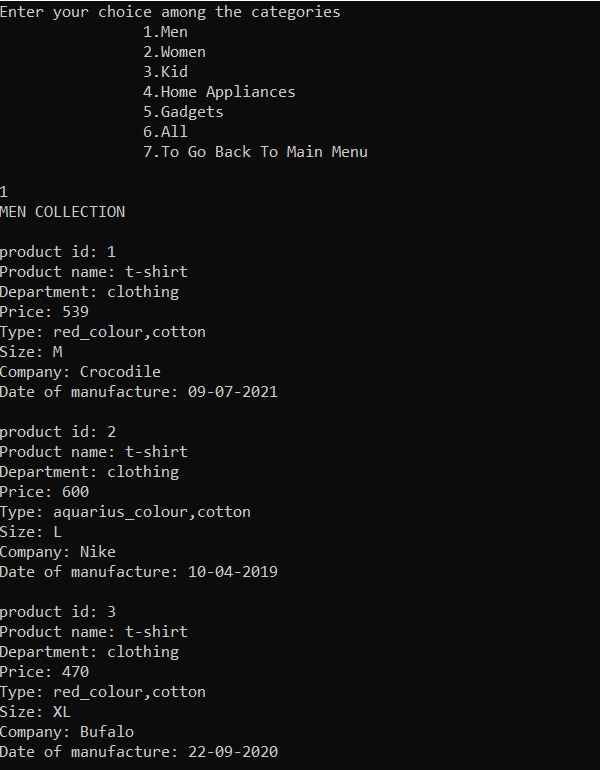 Enter your choice among the categories
1.Men
2.Women
3.Kid
4.Home Appliances
5.Gadgets
6.All
7.To Go Back To Main Menu
1
MEN COLLECTION
product id: 1
Product name: t-shirt
Department: clothing
Price: 539
Type: red_colour,cotton
Size: M
Company: Crocodile
Date of manufacture: 09-07-2021
product id: 2
Product name: t-shirt
Department: clothing
Price: 600
Type: aquarius_colour,cotton
Size: L
Company: Nike
Date of manufacture: 10-04-2019
product id: 3
Product name: t-shirt
Department: clothing
Price: 470
Type: red_colour,cotton
Size: XL
Company: Bufalo
Date of manufacture: 22-09-2020